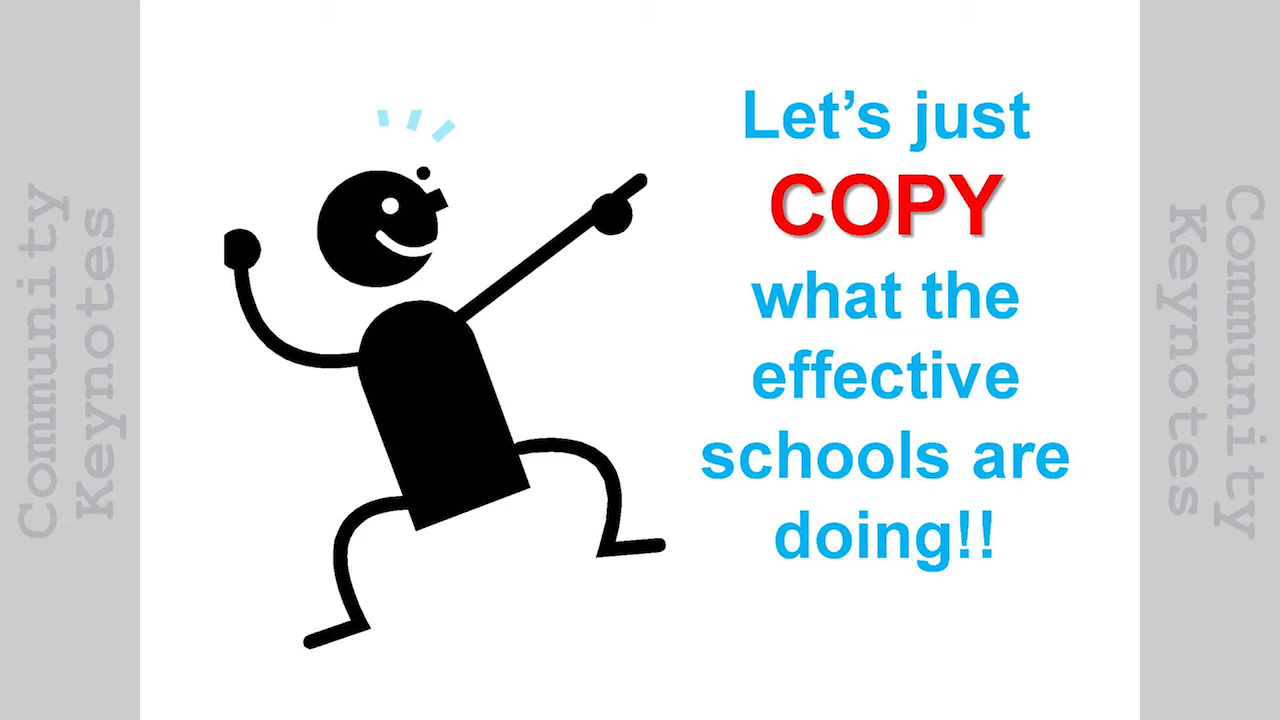 Community
Keynotes
Let’s just
COPY
what the
effective
schools are
doing!!
Community
Keynotes